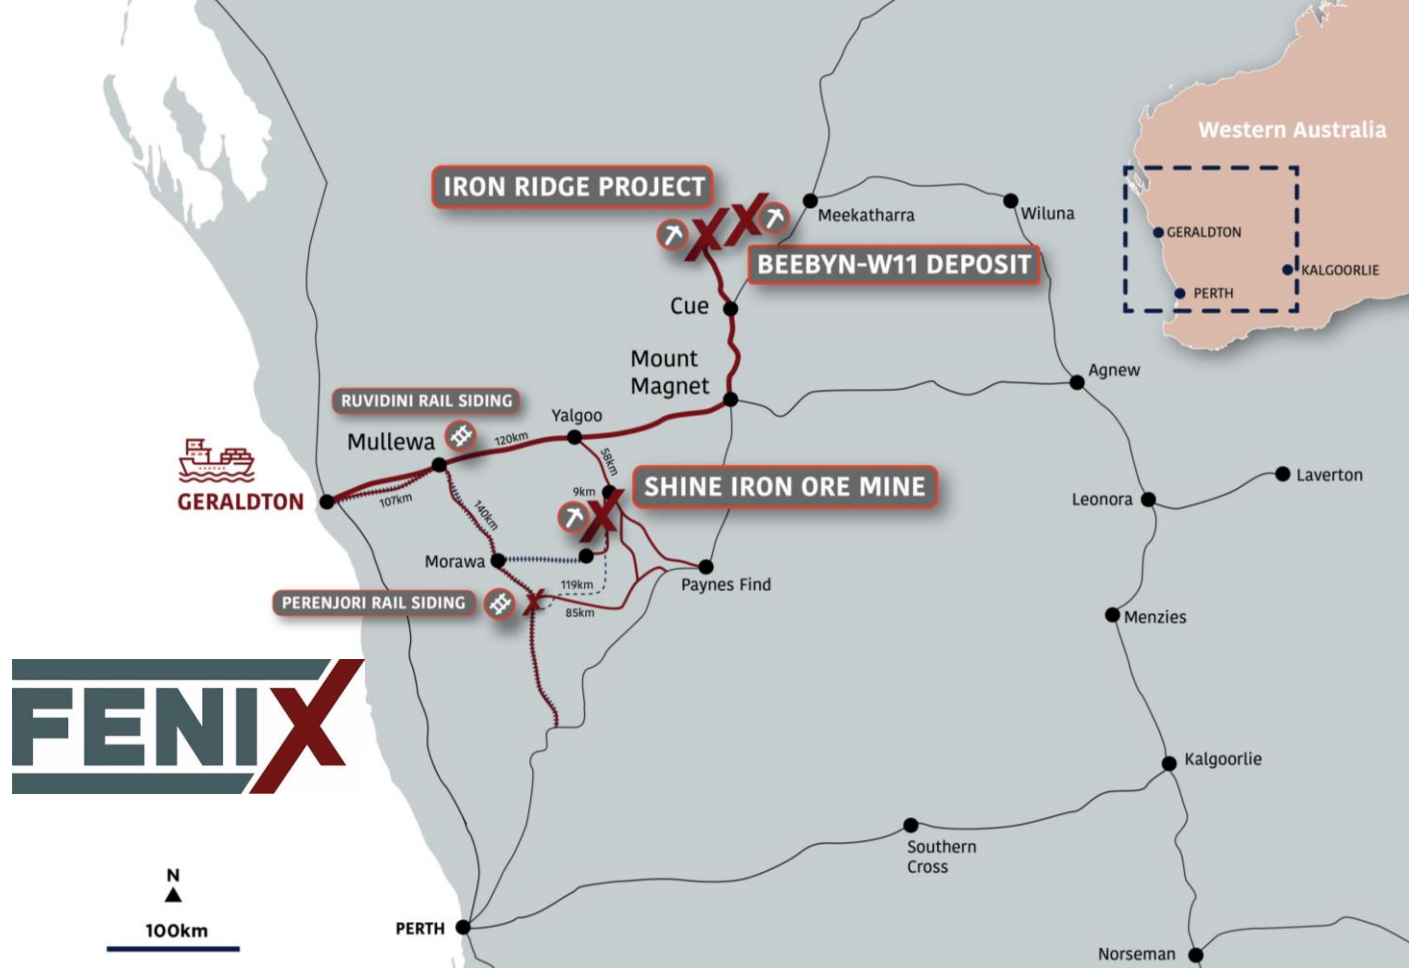 Western Australia
IRON RIDGE PROJECT
Meekatharra
Wiluna
GERALDTON
BEEBYN-W11 DEPOSIT
KALGOORLIE
PERTH
Cue
Mount
Magnet
Agnew
RUVIDINI RAIL SIDING
Yalgoo
Mullewa
120km
58km
GERALDTON
107km
9km
SHINE IRON ORE MINE
Laverton
Leonora
140km
Morawa
119km
Paynes Find
PERENJORI RAIL SIDING
85km
Menzies
FENIX
Kalgoorlie
Southern
Cross
N
100km
PERTH
Norseman